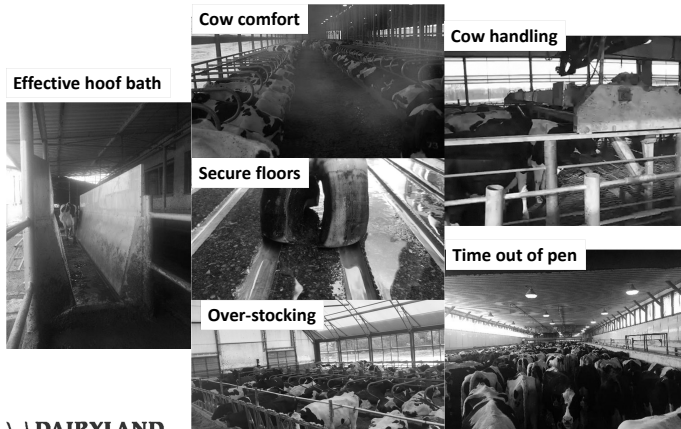 Cow comfort
Cow handling
Effective hoof bath
Secure floors
Time out of pen
Over-stocking
DAIRYLAND